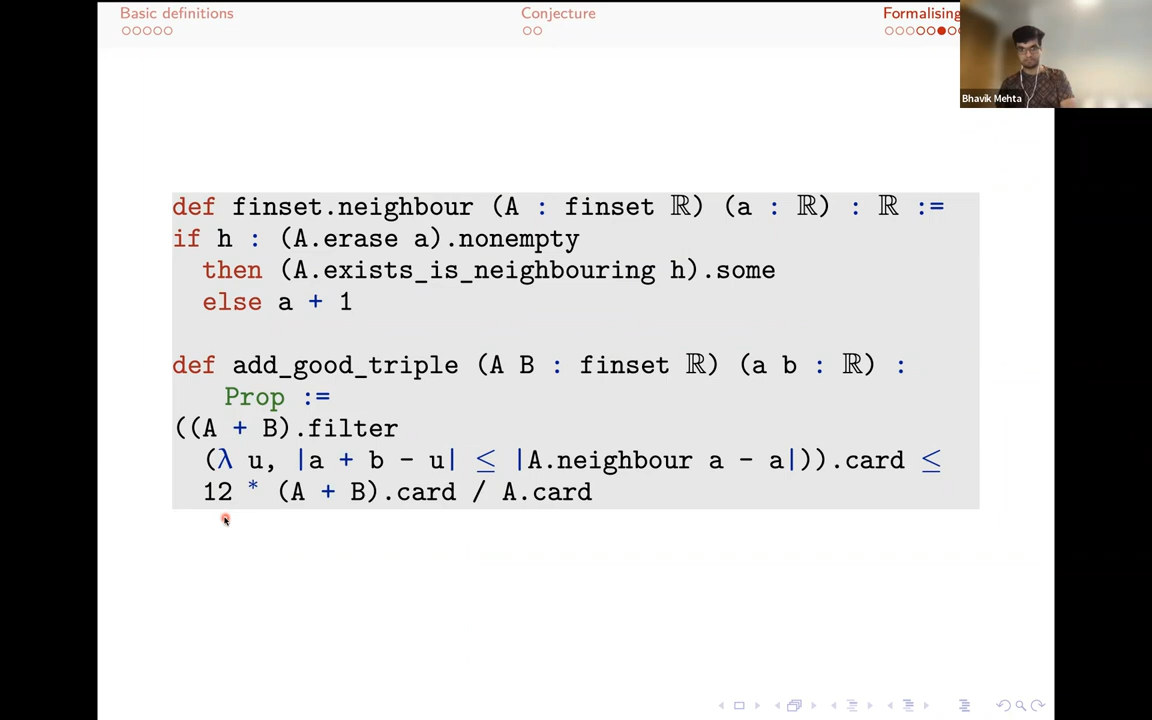 Basic definitions
Conjecture
Formalising
Bhavik Mehta
def finset.neighbour (A : finset ℝ) (a : ℝ) : ℝ :=
if h : (A.erase a).nonempty
then (A.exists_is_neighbouring h).some
else a + 1
def add_good_triple (A B : finset ℝ) (a b : ℝ) :
Prop :=
((A + B).filter
(λ u, |a + b - u| ≤ |A.neighbour a - a|)).card ≤
12 * (A + B).card / A.card